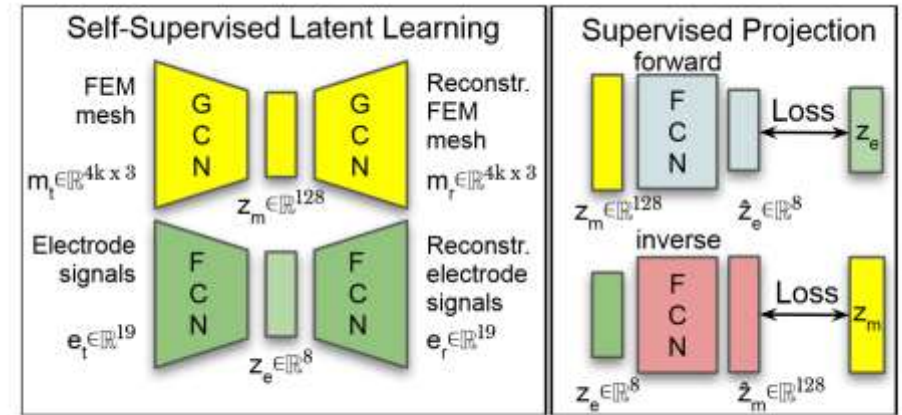 Self-Supervised Latent Learning
FEM
mesh
G
C
N
G
C
N
Reconstr.
FEM
mesh
m_t∈ℝ^{4k x 3}
z_m∈ℝ^{128}
m_r∈ℝ^{4k x 3}
Electrode
signals
F
C
N
F
C
N
Reconstr.
electrode
signals
e_t∈ℝ^{19}
z_e∈ℝ^8
e_r∈ℝ^{19}
Supervised Projection
forward
F
C
N
Loss
z_e
z_m∈ℝ^{128}
ẑ_e∈ℝ^8
inverse
F
C
N
Loss
z_m
z_e∈ℝ^8
ẑ_m∈ℝ^{128}